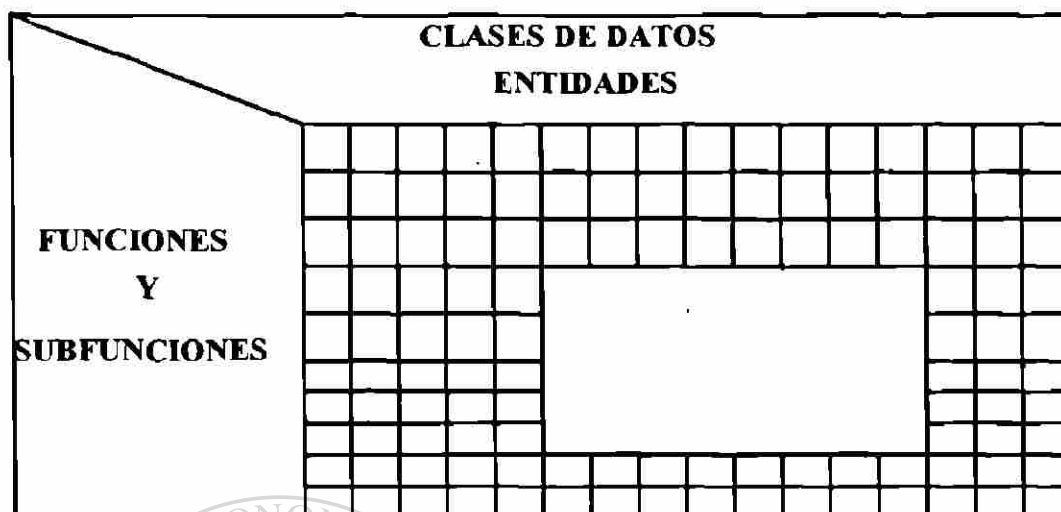 CLASES DE DATOS
ENTIDADES
FUNCIONES
Y
SUBFUNCIONES